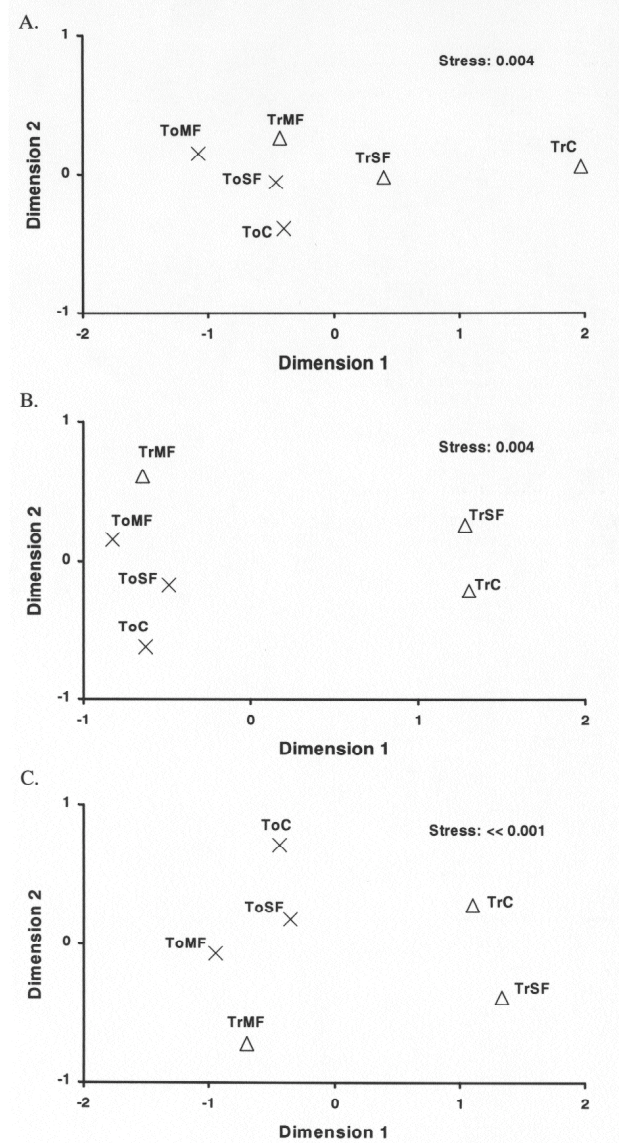 A.
1
Stress: 0.004
TrMF
ToMF
TrC
TrSF
ToSF
0
ToC
Dimension 2
-1
-2 -1 0 1 2
Dimension 1
B.
1
TrMF
Stress: 0.004
TrSF
ToMF
0
ToSF
TrC
ToC
Dimension 2
-1
-1 0 1 2
Dimension 1
C.
1
ToC
Stress: << 0.001
TrC
ToSF
ToMF
0
TrSF
TrMF
Dimension 2
-1
-2 -1 0 1 2
Dimension 1